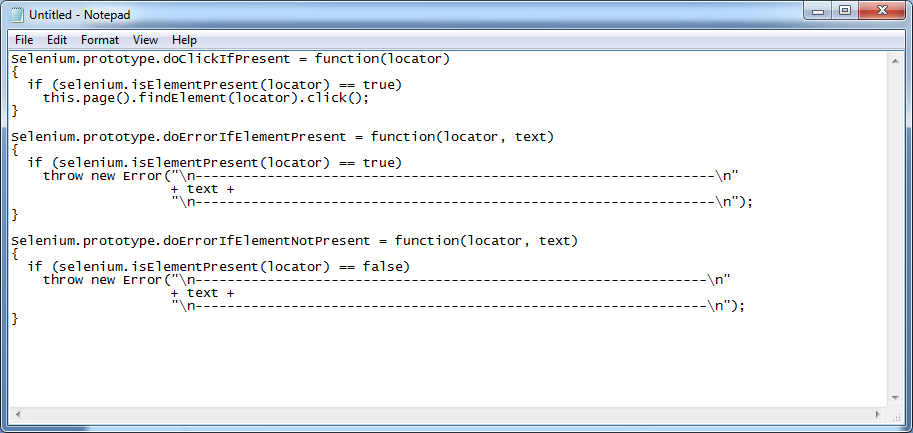 Untitled - Notepad
File Edit Format View Help
Selenium.prototype.doClickIfPresent = function(locator)
{
  if (selenium.isElementPresent(locator) == true)
    this.page().findElement(locator).click();
}

Selenium.prototype.doErrorIfElementPresent = function(locator, text)
{
  if (selenium.isElementPresent(locator) == true)
    throw new Error("\n-----------------------------------------------------------------\n"
                    + text +
                    "\n-----------------------------------------------------------------\n");
}

Selenium.prototype.doErrorIfElementNotPresent = function(locator, text)
{
  if (selenium.isElementPresent(locator) == false)
    throw new Error("\n----------------------------------------------------------------\n"
                    + text +
                    "\n----------------------------------------------------------------\n");
}